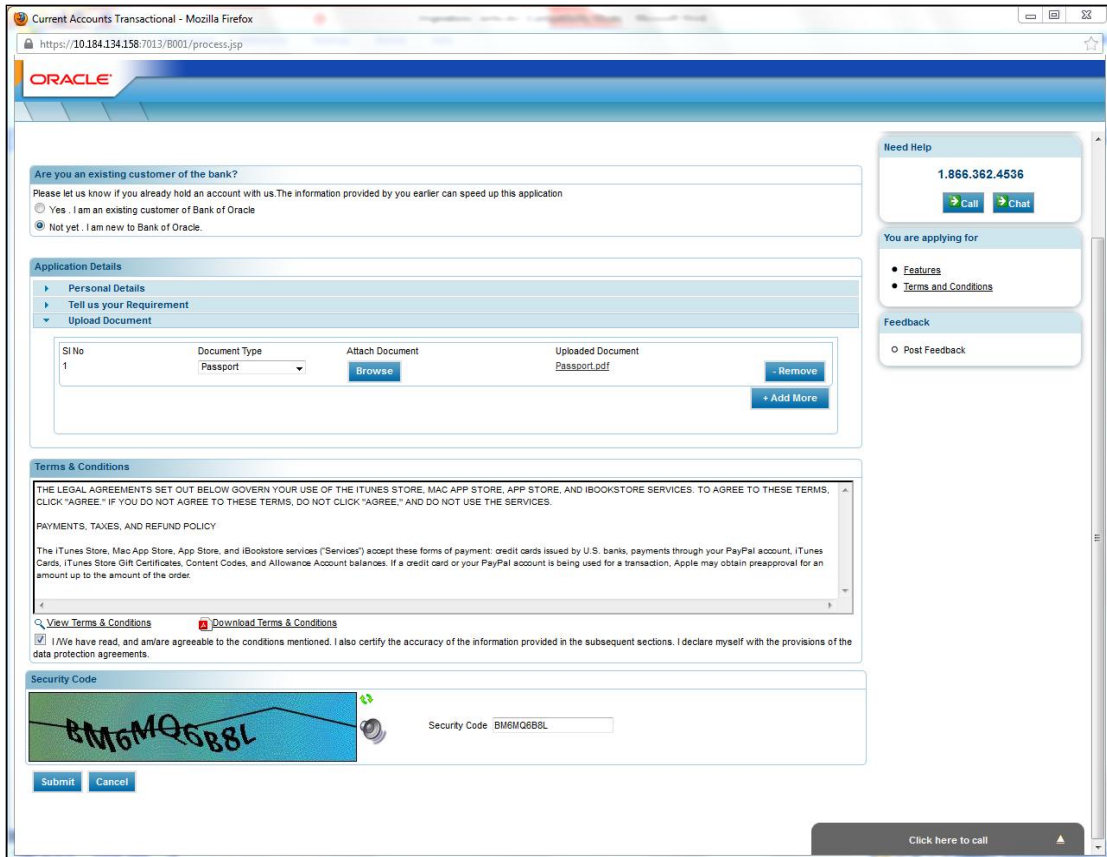 Current Accounts Transactional - Mozilla Firefox
https://10.184.134.158:7013/B001/process.jsp
ORACLE
Are you an existing customer of the bank?
Please let us know if you already hold an account with us.The information provided by you earlier can speed up this application
Yes . I am an existing customer of Bank of Oracle
Not yet . I am new to Bank of Oracle.
Application Details
Personal Details
Tell us your Requirement
Upload Document
Sl No Document Type Attach Document Uploaded Document
1 Passport Browse Passport.pdf - Remove
+ Add More
Terms & Conditions
THE LEGAL AGREEMENTS SET OUT BELOW GOVERN YOUR USE OF THE ITUNES STORE, MAC APP STORE, APP STORE, AND IBOOKSTORE SERVICES. TO AGREE TO THESE TERMS,
CLICK "AGREE." IF YOU DO NOT AGREE TO THESE TERMS, DO NOT CLICK "AGREE," AND DO NOT USE THE SERVICES.
PAYMENTS, TAXES, AND REFUND POLICY
The iTunes Store, Mac App Store, App Store, and iBookstore services ("Services") accept these forms of payment: credit cards issued by U.S. banks, payments through your PayPal account, iTunes
Cards, iTunes Store Gift Certificates, Content Codes, and Allowance Account balances. If a credit card or your PayPal account is being used for a transaction, Apple may obtain preapproval for an
amount up to the amount of the order.
View Terms & Conditions Download Terms & Conditions
I /We have read, and am/are agreeable to the conditions mentioned. I also certify the accuracy of the information provided in the subsequent sections. I declare myself with the provisions of the
data protection agreements.
Security Code
BM6MQ6B8L
Security Code BM6MQ6B8L
Submit Cancel
Need Help
1.866.362.4536
Call Chat
You are applying for
Features
Terms and Conditions
Feedback
Post Feedback
Click here to call